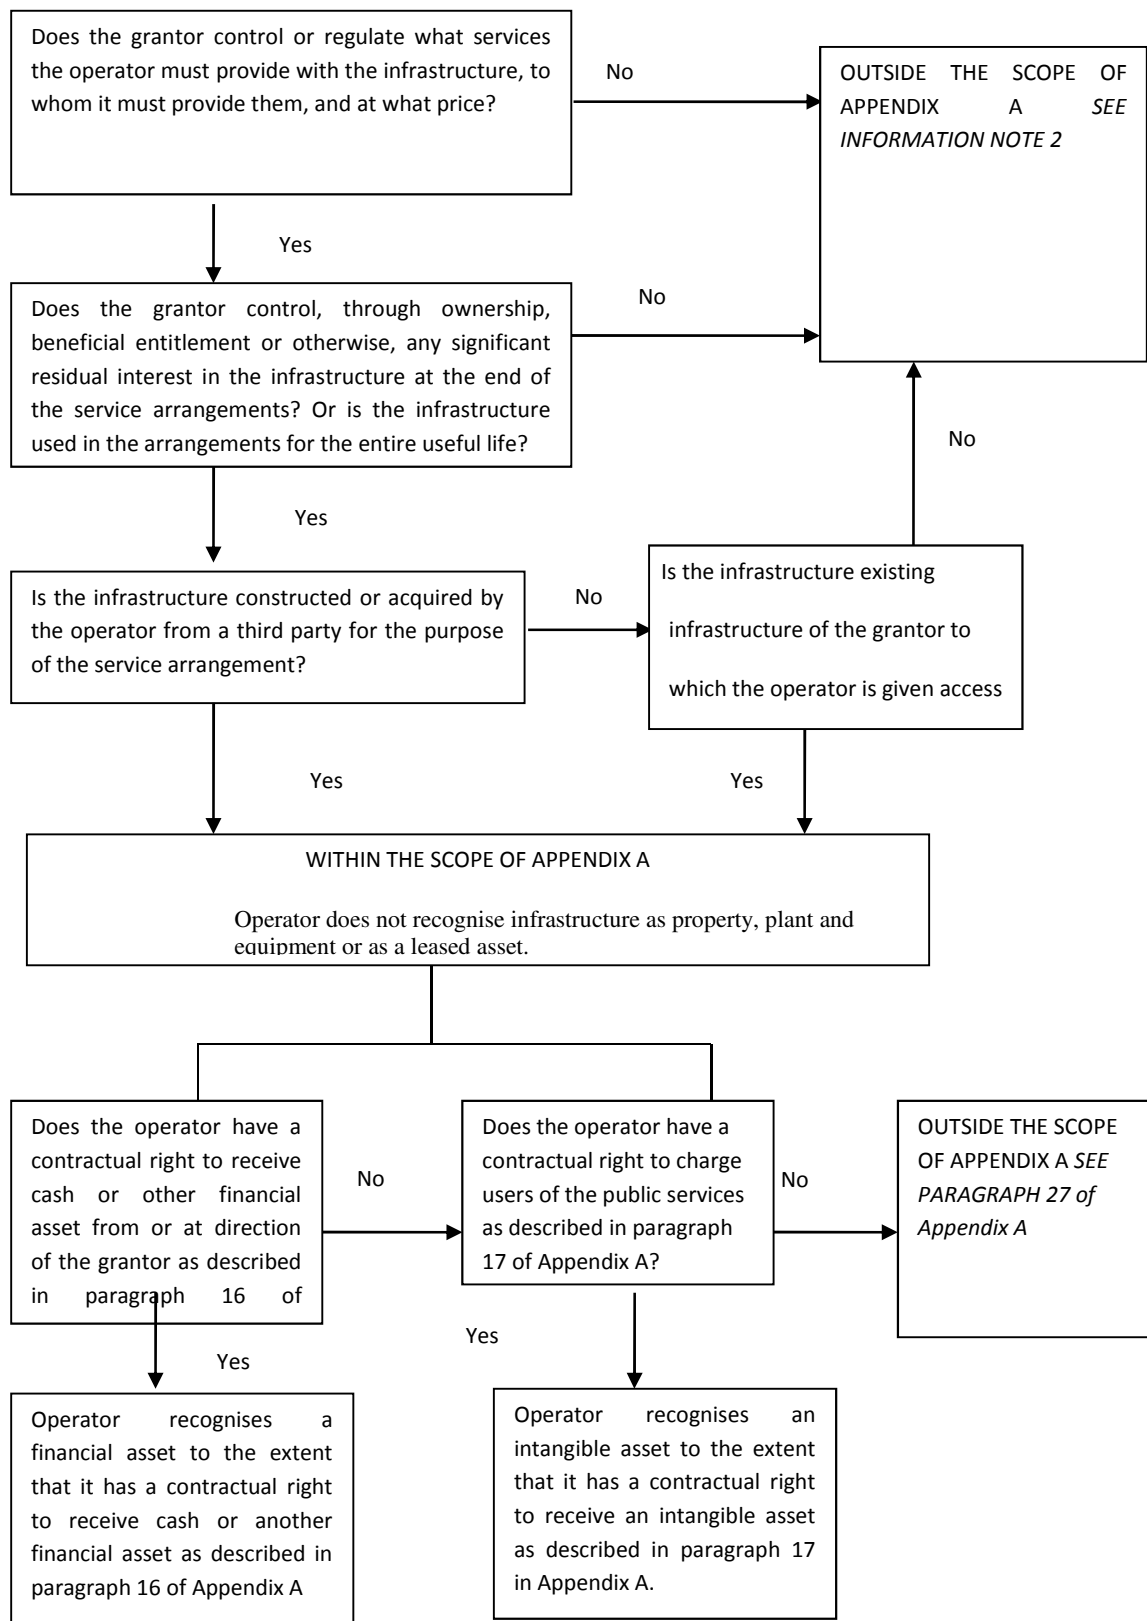 Does the grantor control or regulate what services
the operator must provide with the infrastructure, to
whom it must provide them, and at what price?
No
OUTSIDE THE SCOPE OF
APPENDIX A SEE
INFORMATION NOTE 2
Yes
Does the grantor control, through ownership,
beneficial entitlement or otherwise, any significant
residual interest in the infrastructure at the end of
the service arrangements? Or is the infrastructure
used in the arrangements for the entire useful life?
No
No
Yes
Is the infrastructure constructed or acquired by
the operator from a third party for the purpose
of the service arrangement?
No
Is the infrastructure existing
infrastructure of the grantor to
which the operator is given access
Yes
Yes
WITHIN THE SCOPE OF APPENDIX A
Operator does not recognise infrastructure as property, plant and
equipment or as a leased asset.
Does the operator have a
contractual right to receive
cash or other financial
asset from or at direction
of the grantor as described
in paragraph 16 of
No
Does the operator have a
contractual right to charge
users of the public services
as described in paragraph
17 of Appendix A?
No
OUTSIDE THE SCOPE
OF APPENDIX A SEE
PARAGRAPH 27 of
Appendix A
Yes
Yes
Operator recognises a
financial asset to the extent
that it has a contractual right
to receive cash or another
financial asset as described in
paragraph 16 of Appendix A
Operator recognises an
intangible asset to the extent
that it has a contractual right
to receive an intangible asset
as described in paragraph 17
in Appendix A.